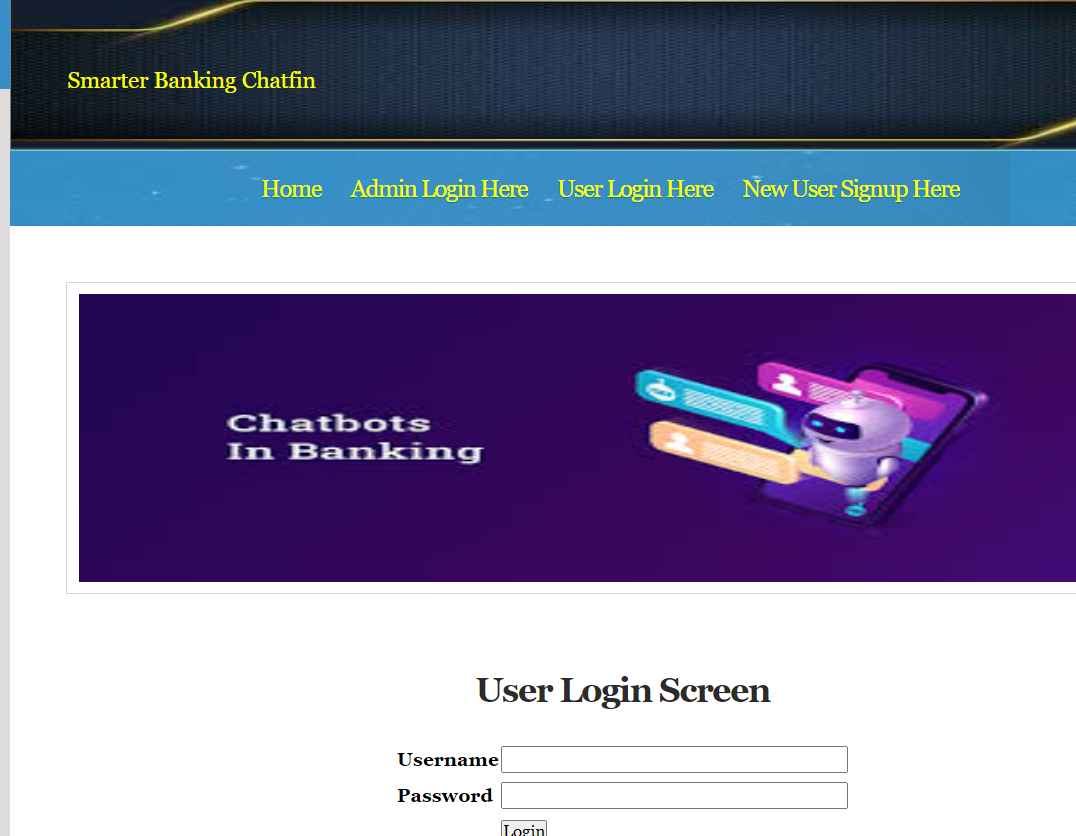 Smarter Banking Chatfin
Home Admin Login Here User Login Here New User Signup Here
Chatbots
In Banking
User Login Screen
Username
Password
Login